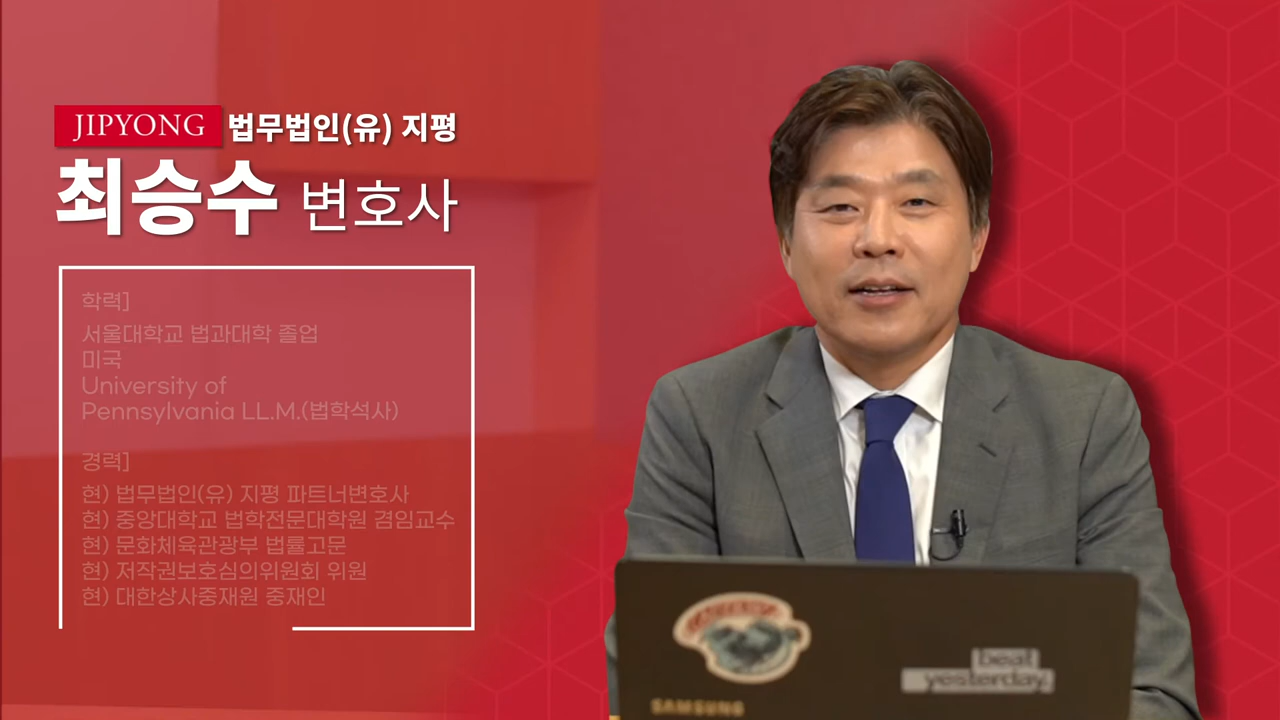 JIPYONG 법무법인(유) 지평
최승수 변호사
학력]
서울대학교 법과대학 졸업
미국
University of
Pennsylvania LL.M.(법학석사)
경력]
현) 법무법인(유) 지평 파트너변호사
현) 중앙대학교 법학전문대학원 겸임교수
현) 문화체육관광부 법률고문
현) 저작권보호심의위원회 위원
현) 대한상사중재원 중재인
beat
yesterday.
SAMSUNG